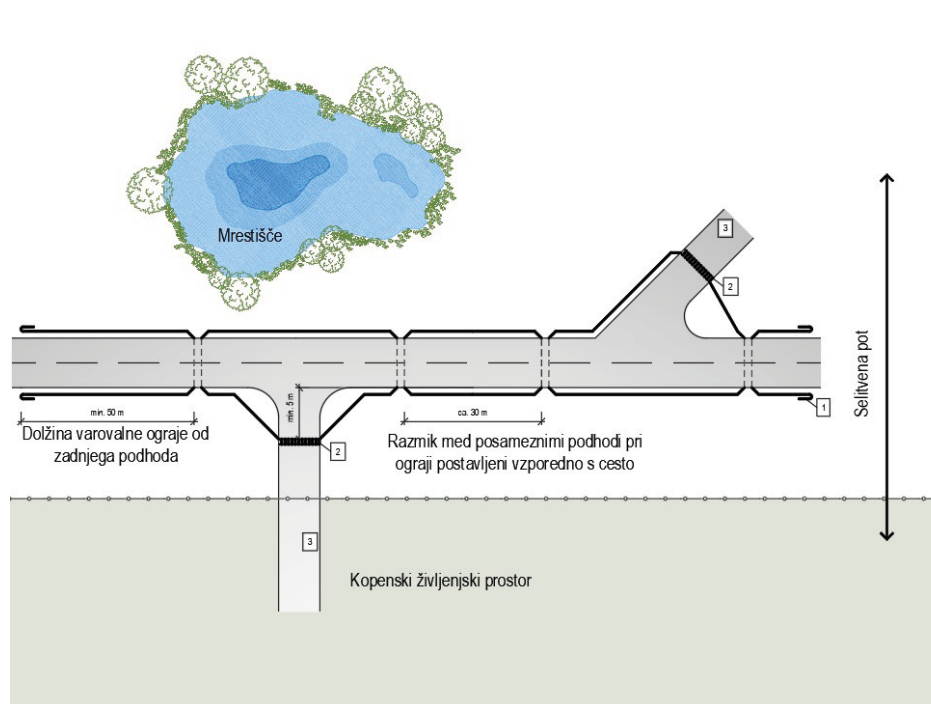 Mrestišče
3
2
Selitvena pot
min. 50 m
min. 5 m
ca. 30 m
1
Dolžina varovalne ograje od
zadnjega podhoda
2
Razmik med posameznimi podhodi pri
ograji postavljeni vzporedno s cesto
3
Kopenski življenjski prostor